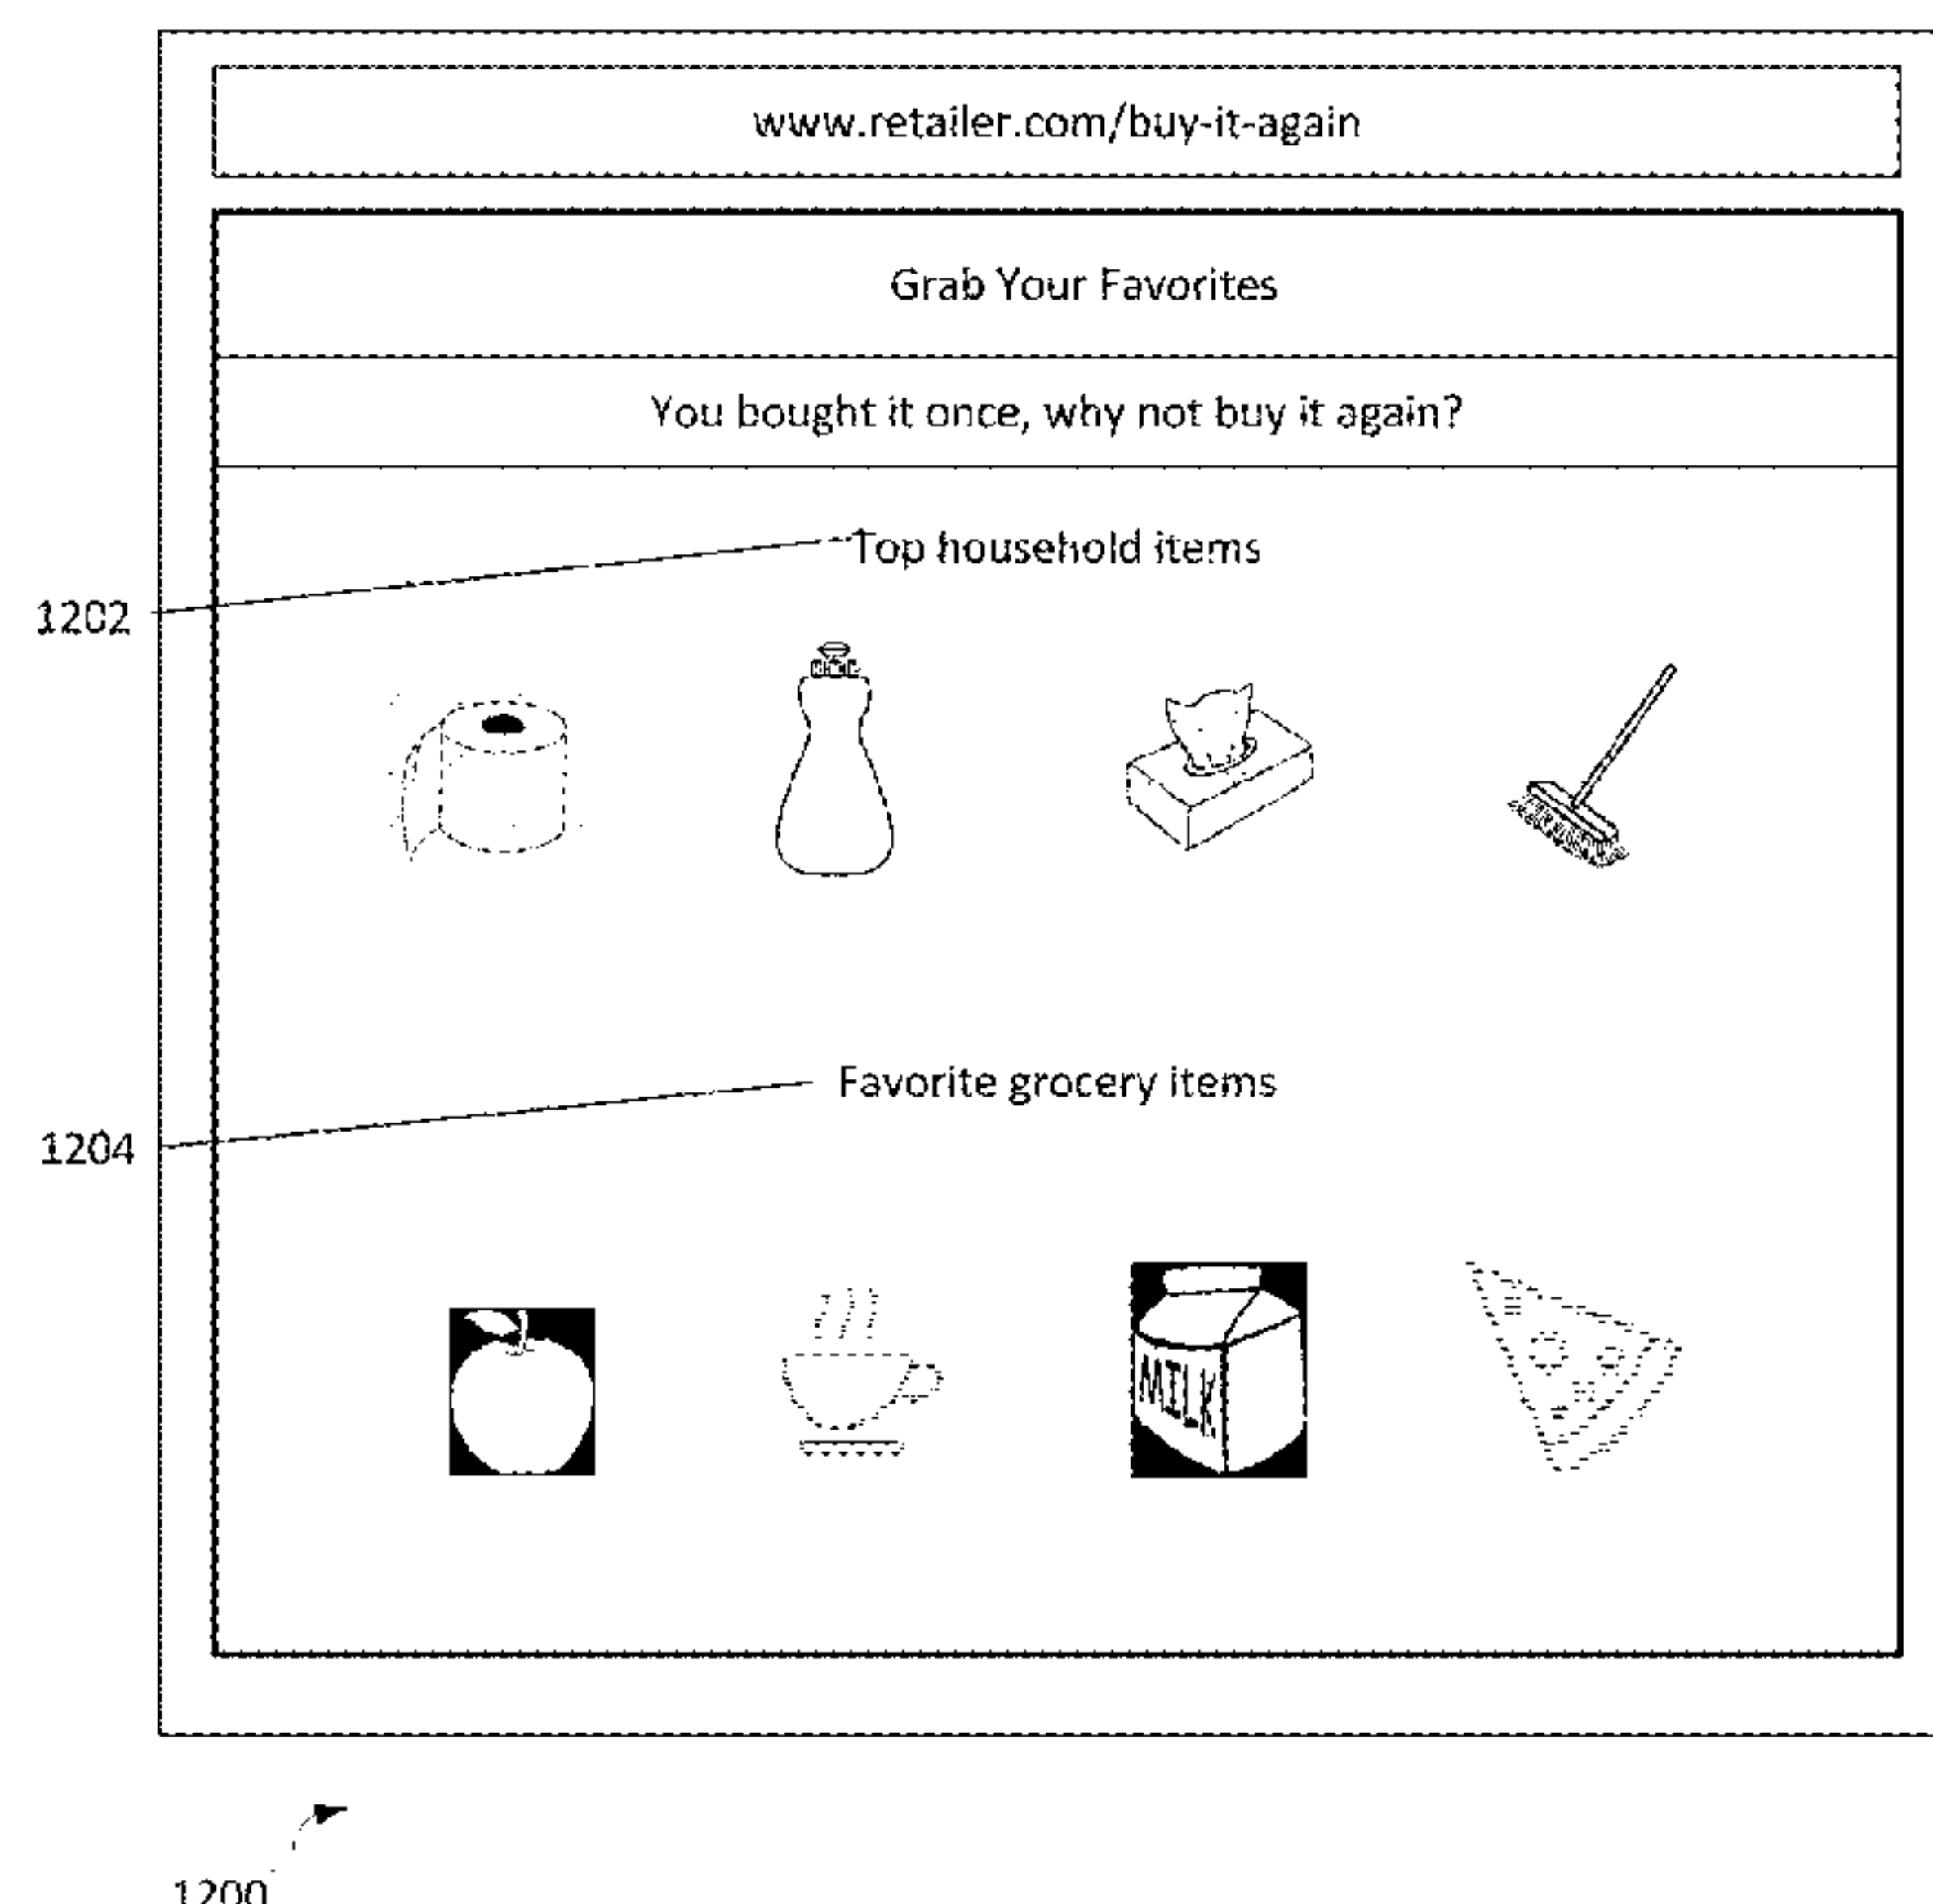 www.retailer.com/buy-it-again
Grab Your Favorites
You bought it once, why not buy it again?
Top household items
1202
Favorite grocery items
1204
MILK
1200